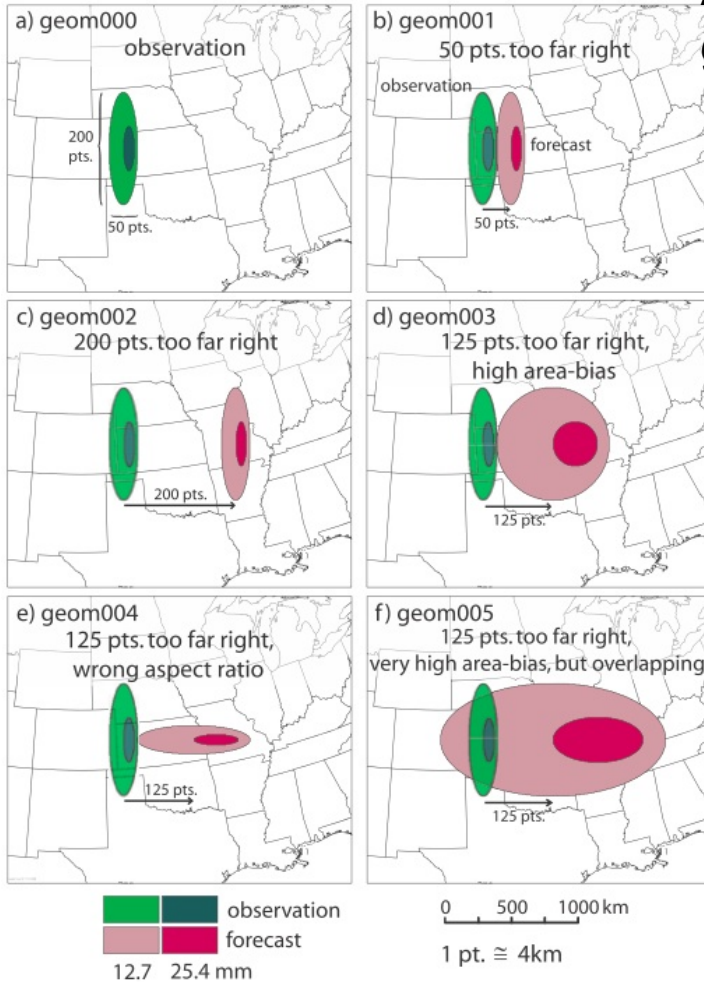 a) geom000
observation
200
pts.
50 pts.
b) geom001
50 pts. too far right
observation
forecast
50 pts.
c) geom002
200 pts. too far right
200 pts.
d) geom003
125 pts too far right,
high area-bias
125 pts.
e) geom004
125 pts. too far right,
wrong aspect ratio
125 pts.
f) geom005
125 pts. too far right,
very high area-bias, but overlapping
125 pts.
observation
forecast
12.7 25.4 mm
0 500 1000 km
1 pt. ≅ 4km